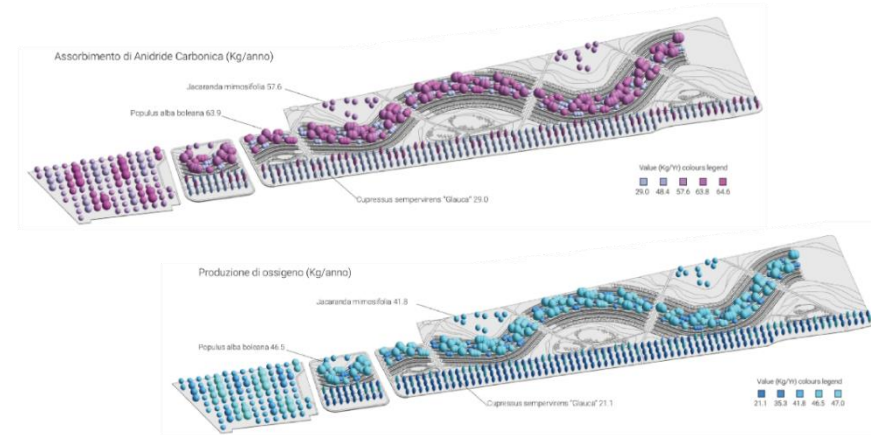 Assorbimento di Anidride Carbonica (Kg/anno)
Jacaranda mimosifolia 57.6
Populus alba boleana 63.9
Cupressus sempervirens "Glauca" 29.0
Value (Kg/Yr) colours legend
29.0 48.4 57.6 63.8 64.6
Produzione di ossigeno (Kg/anno)
Jacaranda mimosifolia 41.8
Populus alba boleana 46.5
Cupressus sempervirens "Glauca" 21.1
Value (Kg/Yr) colours legend
21.1 35.3 41.8 46.5 47.0